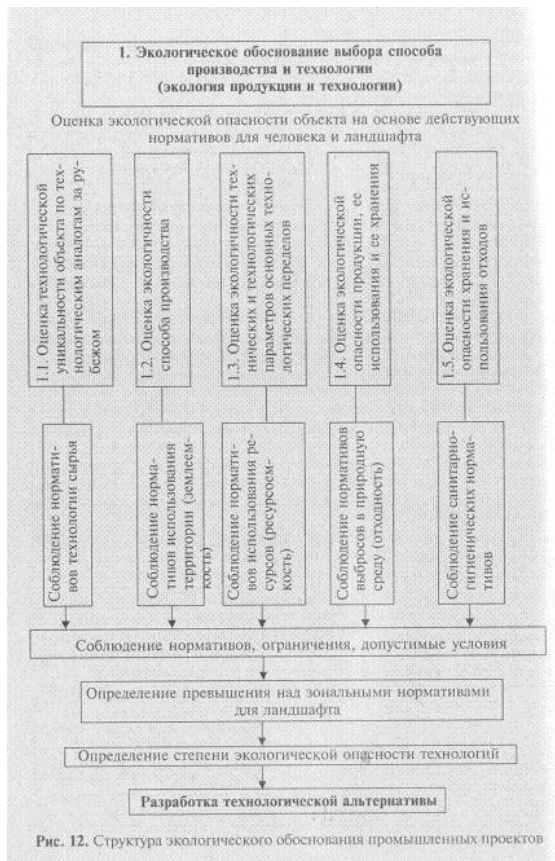 1. Экологическое обоснование выбора способа
производства и технологии
(экология продукции и технологии)
Оценка экологической опасности объекта на основе действующих
нормативов для человека и ландшафта
1.1. Оценка технологической
уникальности объекта по тех-
нологическим аналогам за ру-
бежом
1.2. Оценка экологичности
способа производства
1.3. Оценка экологичности тех-
нических и технологических
параметров основных техно-
логических переделов
1.4. Оценка экологической
опасности продукции, ее
использования и ее хранения
1.5. Оценка экологической
опасности хранения и ис-
пользования отходов
Соблюдение нормати-
вов технологии сырья
Соблюдение норма-
тивов использования
территории (землеем-
кость)
Соблюдение нормати-
вов использования ре-
сурсов (ресурсоем-
кость)
Соблюдение нормативов
выбросов в природную
среду (отходность)
Соблюдение санитарно-
гигиенических норма-
тивов
Соблюдение нормативов, ограничения, допустимые условия
Определение превышения над зональными нормативами
для ландшафта
Определение степени экологической опасности технологий
Разработка технологической альтернативы
Рис. 12. Структура экологического обоснования промышленных проектов